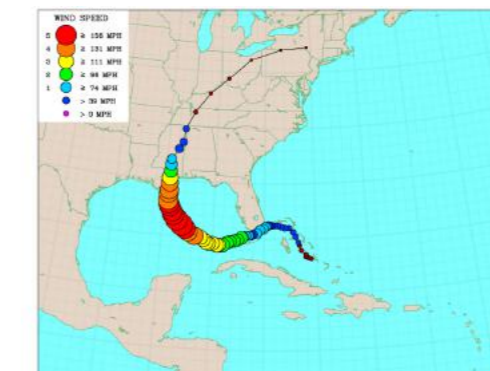 WIND SPEED
5 ≥ 155 MPH
4 ≥ 131 MPH
3 ≥ 111 MPH
2 ≥ 96 MPH
1 ≥ 74 MPH
> 39 MPH
> 0 MPH